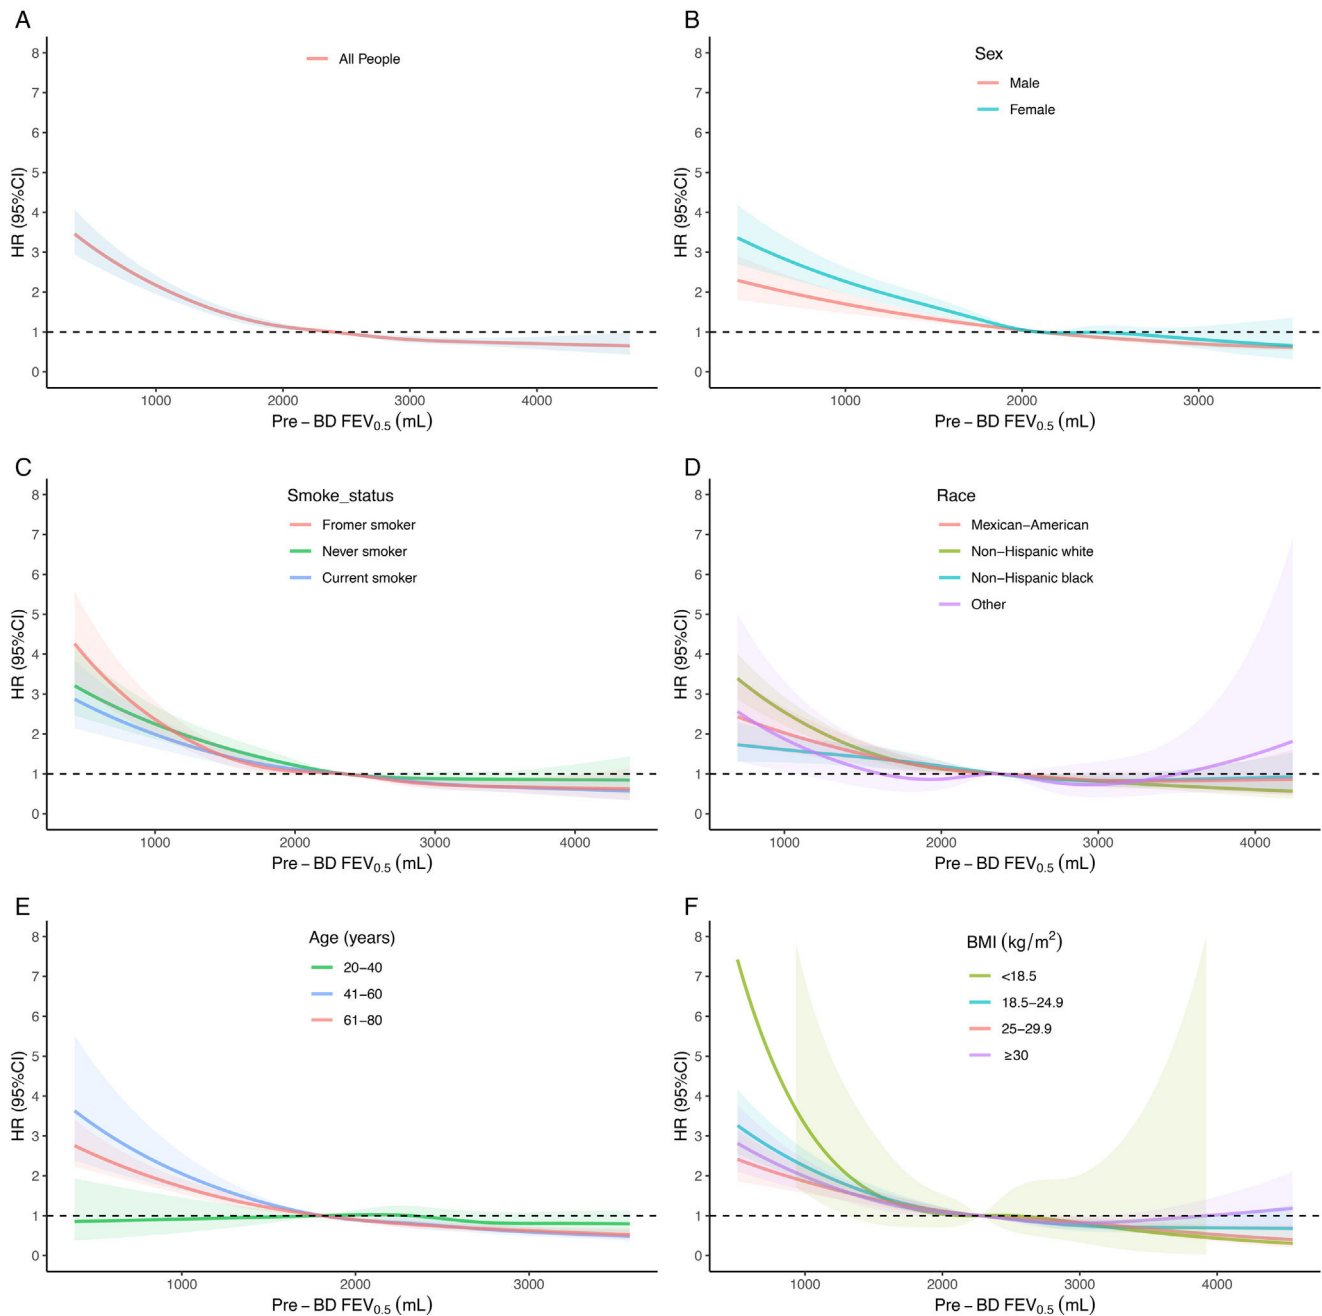 A
All People
8
7
6
5
4
3
2
1
0
HR (95%CI)
1000 2000 3000 4000
Pre−BD FEV0.5 (mL)
B
Sex
Male
Female
8
7
6
5
4
3
2
1
0
HR (95%CI)
1000 2000 3000
Pre−BD FEV0.5 (mL)
C
Smoke_status
Fromer smoker
Never smoker
Current smoker
8
7
6
5
4
3
2
1
0
HR (95%CI)
1000 2000 3000 4000
Pre−BD FEV0.5 (mL)
D
Race
Mexican−American
Non−Hispanic white
Non−Hispanic black
Other
8
7
6
5
4
3
2
1
0
HR (95%CI)
1000 2000 3000 4000
Pre−BD FEV0.5 (mL)
E
Age (years)
20−40
41−60
61−80
8
7
6
5
4
3
2
1
0
HR (95%CI)
1000 2000 3000
Pre−BD FEV0.5 (mL)
F
BMI (kg/m²)
<18.5
18.5−24.9
25−29.9
≥30
8
7
6
5
4
3
2
1
0
HR (95%CI)
1000 2000 3000 4000
Pre−BD FEV0.5 (mL)